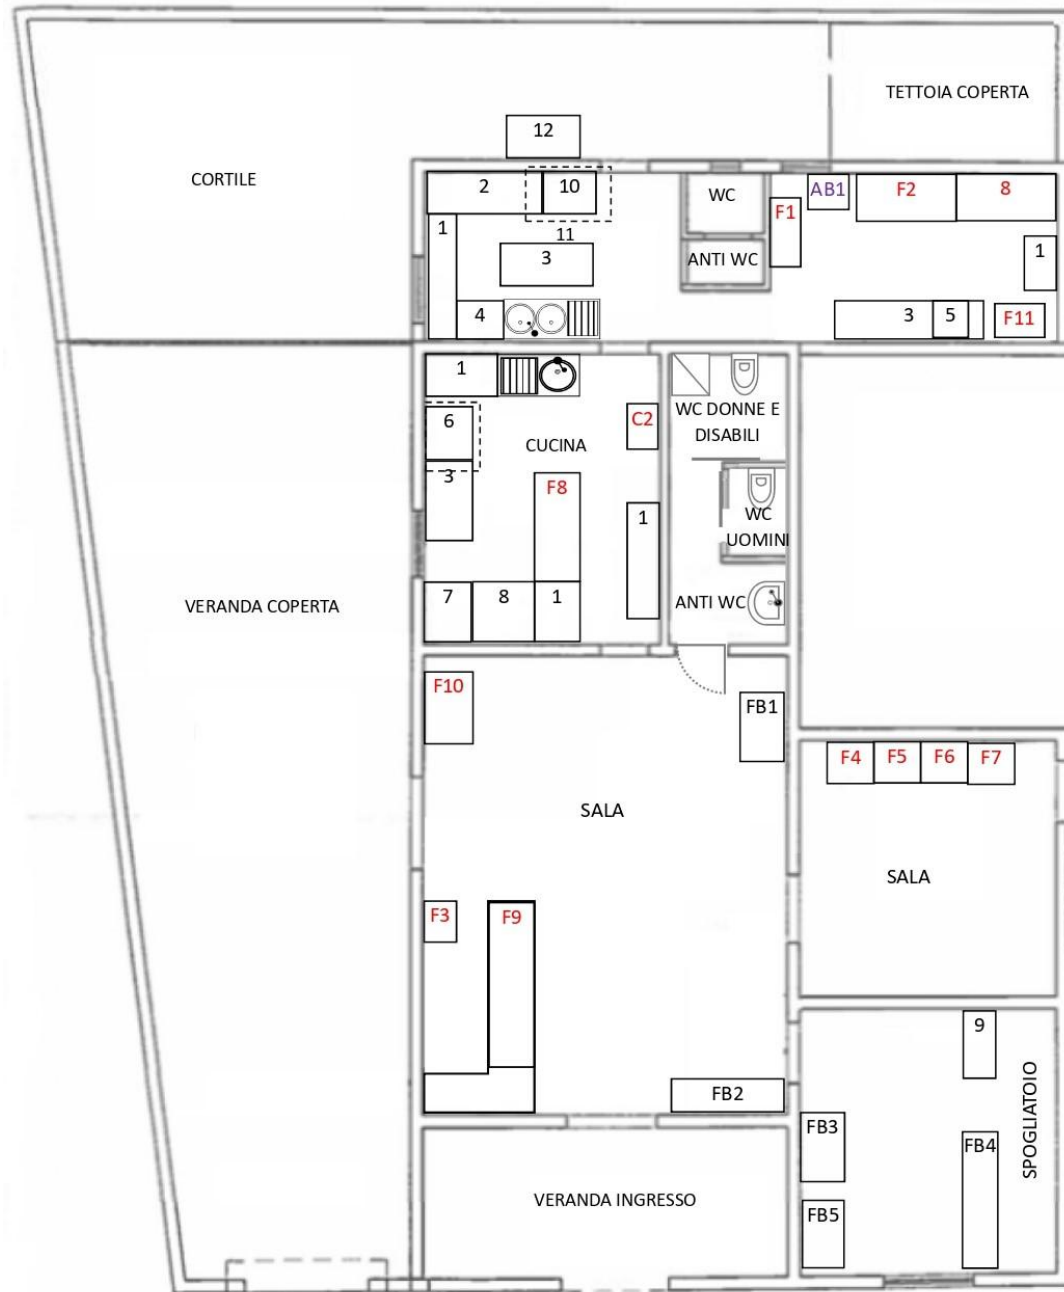 TETTOIA COPERTA
12
CORTILE
2
10
WC
AB1
F2
8
F1
1
11
3
ANTI WC
1
4
3
5
F11
1
WC DONNE E
DISABILI
6
C2
CUCINA
3
F8
1
WC
UOMINI
7
8
1
ANTI WC
VERANDA COPERTA
F10
FB1
F4
F5
F6
F7
SALA
SALA
F3
F9
9
FB2
SPOGLIATOIO
FB3
FB4
VERANDA INGRESSO
FB5